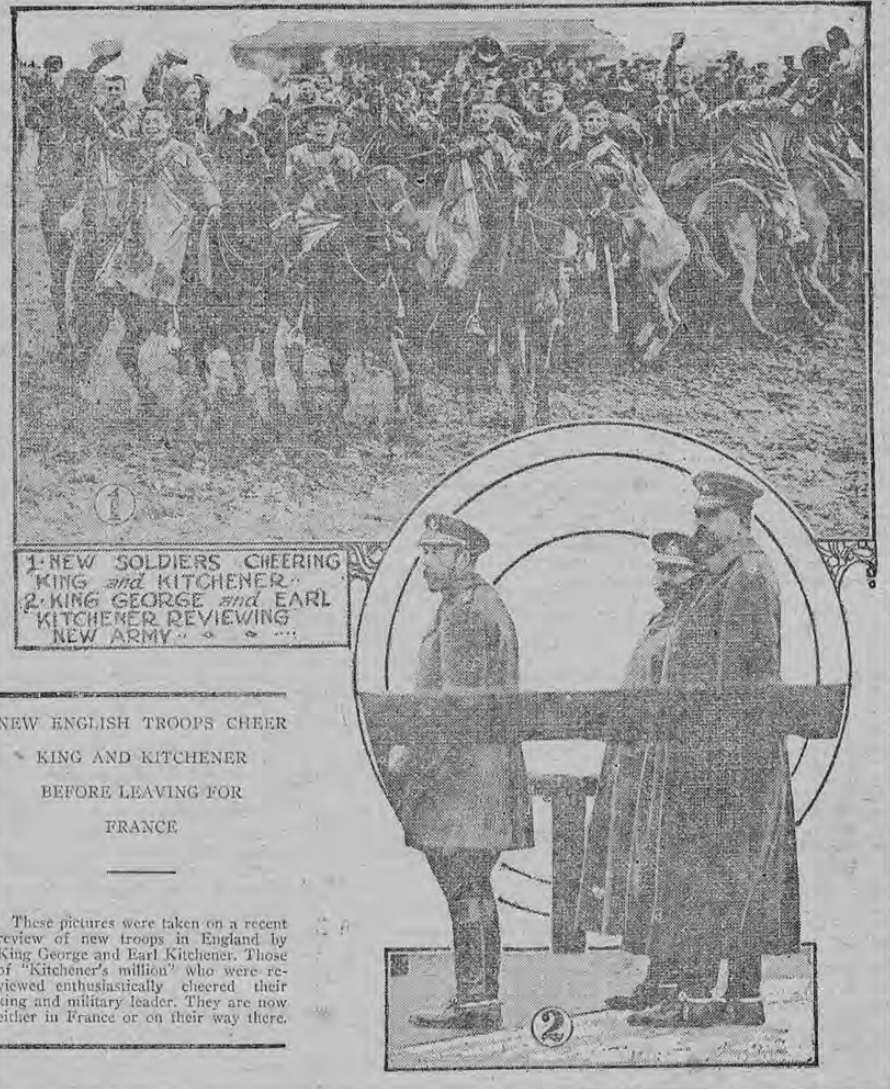 1
1· NEW SOLDIERS CHEERING
KING and KITCHENER··
2· KING GEORGE and EARL
KITCHENER REVIEWING
NEW ARMY··
NEW ENGLISH TROOPS CHEER
KING AND KITCHENER
BEFORE LEAVING FOR
FRANCE
These pictures were taken on a recent
review of new troops in England by
King George and Earl Kitchener. Those
of "Kitchener's million" who were re-
viewed enthusiastically cheered their
king and military leader. They are now
either in France or on their way there.
2